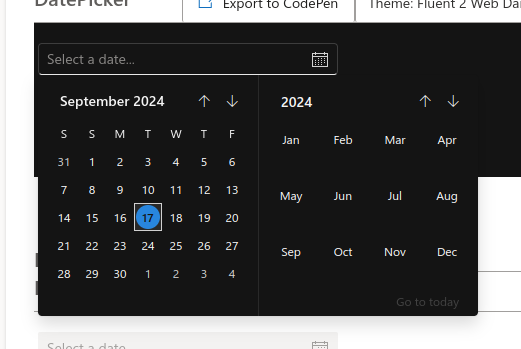 DatePicker
Export to CodePen
Theme: Fluent 2 Web Da
Select a date...
September 2024
S S M T W T F
31 1 2 3 4 5 6
7 8 9 10 11 12 13
14 15 16 17 18 19 20
21 22 23 24 25 26 27
28 29 30 1 2 3 4
2024
Jan Feb Mar Apr
May Jun Jul Aug
Sep Oct Nov Dec
Go to today
Select a date